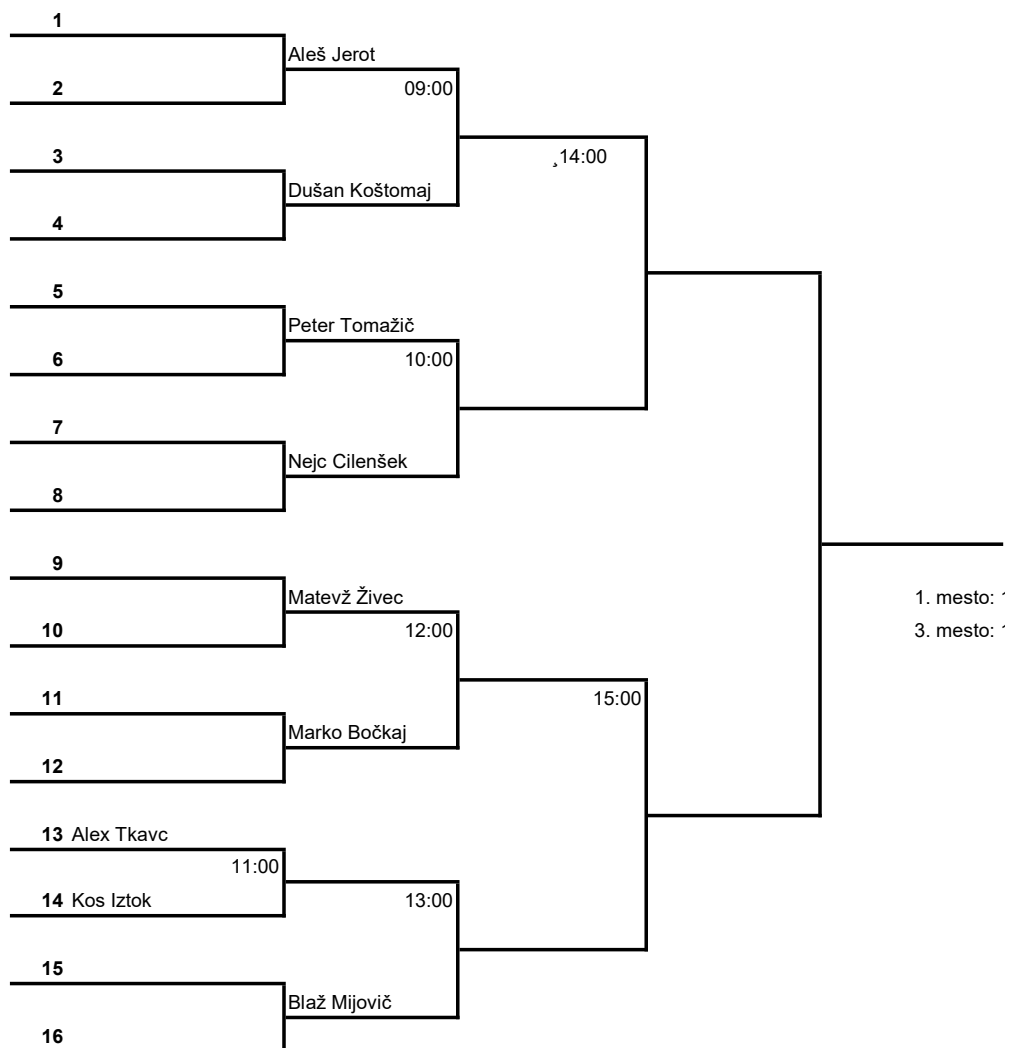 1
Aleš Jerot
2
09:00
3
¸14:00
Dušan Koštomaj
4
5
Peter Tomažič
6
10:00
7
Nejc Cilenšek
8
9
Matevž Živec
1. mesto:
10
12:00
3. mesto:
11
15:00
Marko Bočkaj
12
13 Alex Tkavc
11:00
14 Kos Iztok
13:00
15
Blaž Mijovič
16